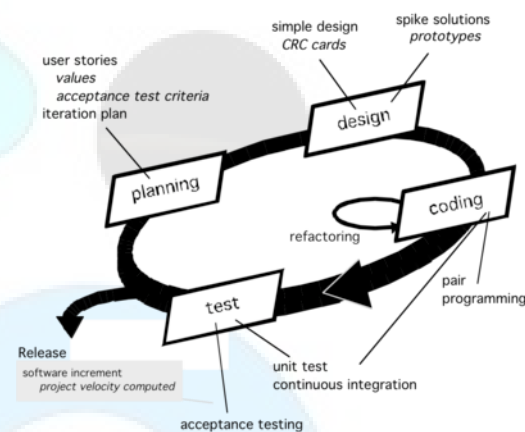 spike solutions
prototypes
simple design
CRC cards
user stories
values
acceptance test criteria
iteration plan
design
planning
coding
refactoring
test
pair
programming
Release
software increment
project velocity computed
unit test
continuous integration
acceptance testing